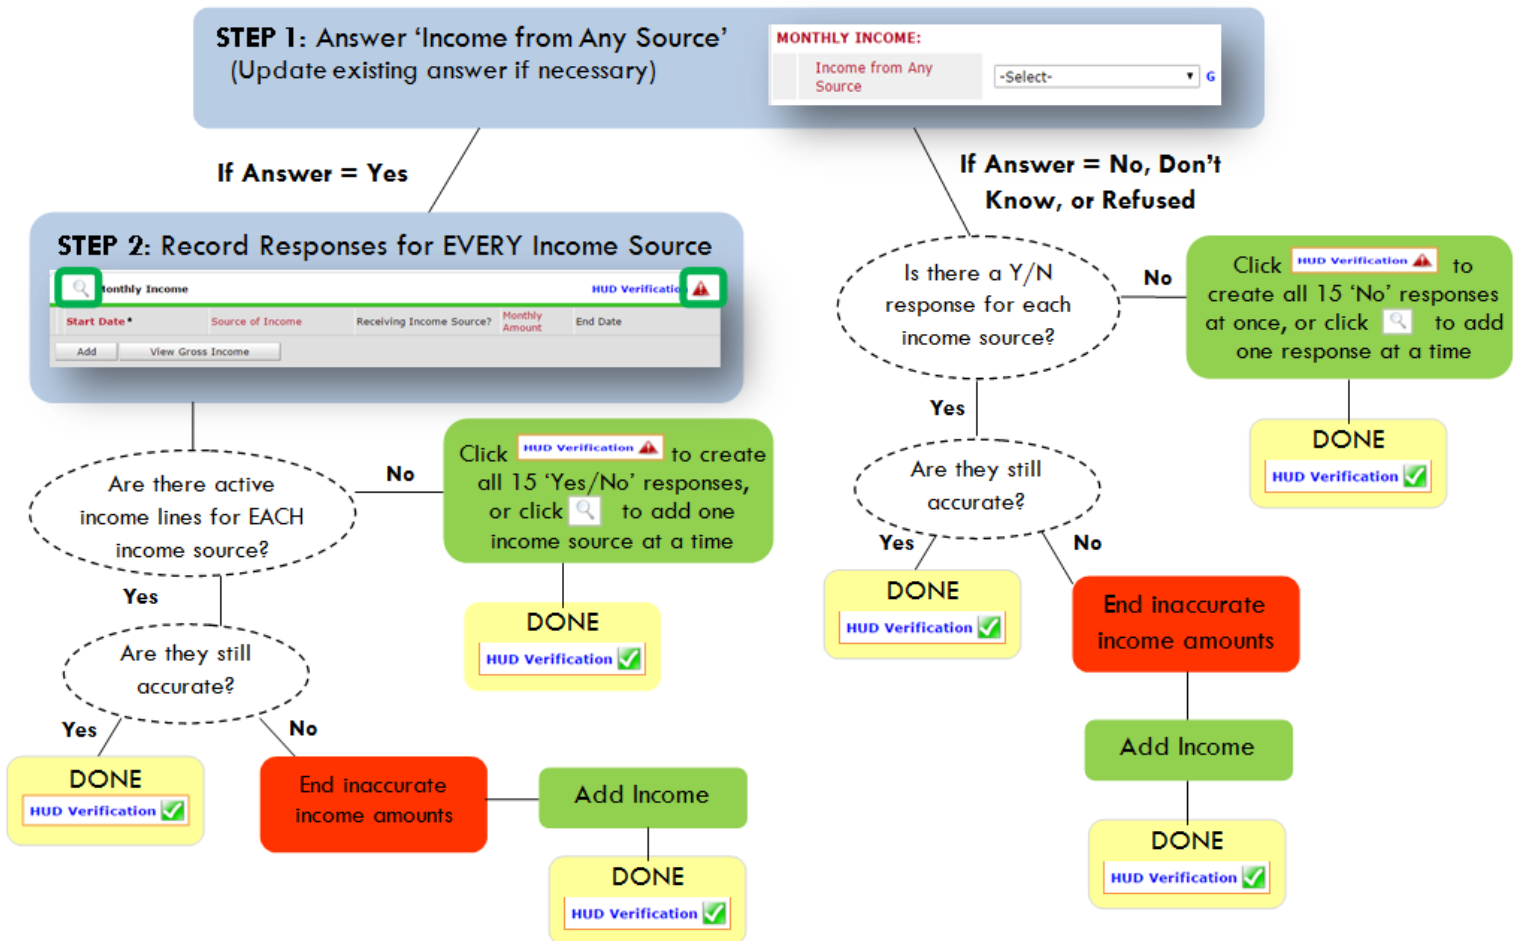 STEP 1: Answer ‘Income from Any Source’
(Update existing answer if necessary)
MONTHLY INCOME:
Income from Any
Source
-Select-
G
If Answer = Yes
If Answer = No, Don’t
Know, or Refused
STEP 2: Record Responses for EVERY Income Source
Monthly Income
HUD Verification
Start Date*
Source of Income
Receiving Income Source?
Monthly
Amount
End Date
Add
View Gross Income
Is there a Y/N
response for each
income source?
No
Click HUD Verification to
create all 15 ‘No’ responses
at once, or click to add
one response at a time
Yes
DONE
HUD Verification
Are they still
accurate?
Yes
No
DONE
HUD Verification
End inaccurate
income amounts
Add Income
DONE
HUD Verification
Are there active
income lines for EACH
income source?
No
Click HUD Verification to create
all 15 ‘Yes/No’ responses,
or click to add one
income source at a time
DONE
HUD Verification
Yes
Are they still
accurate?
Yes
No
DONE
HUD Verification
End inaccurate
income amounts
Add Income
DONE
HUD Verification